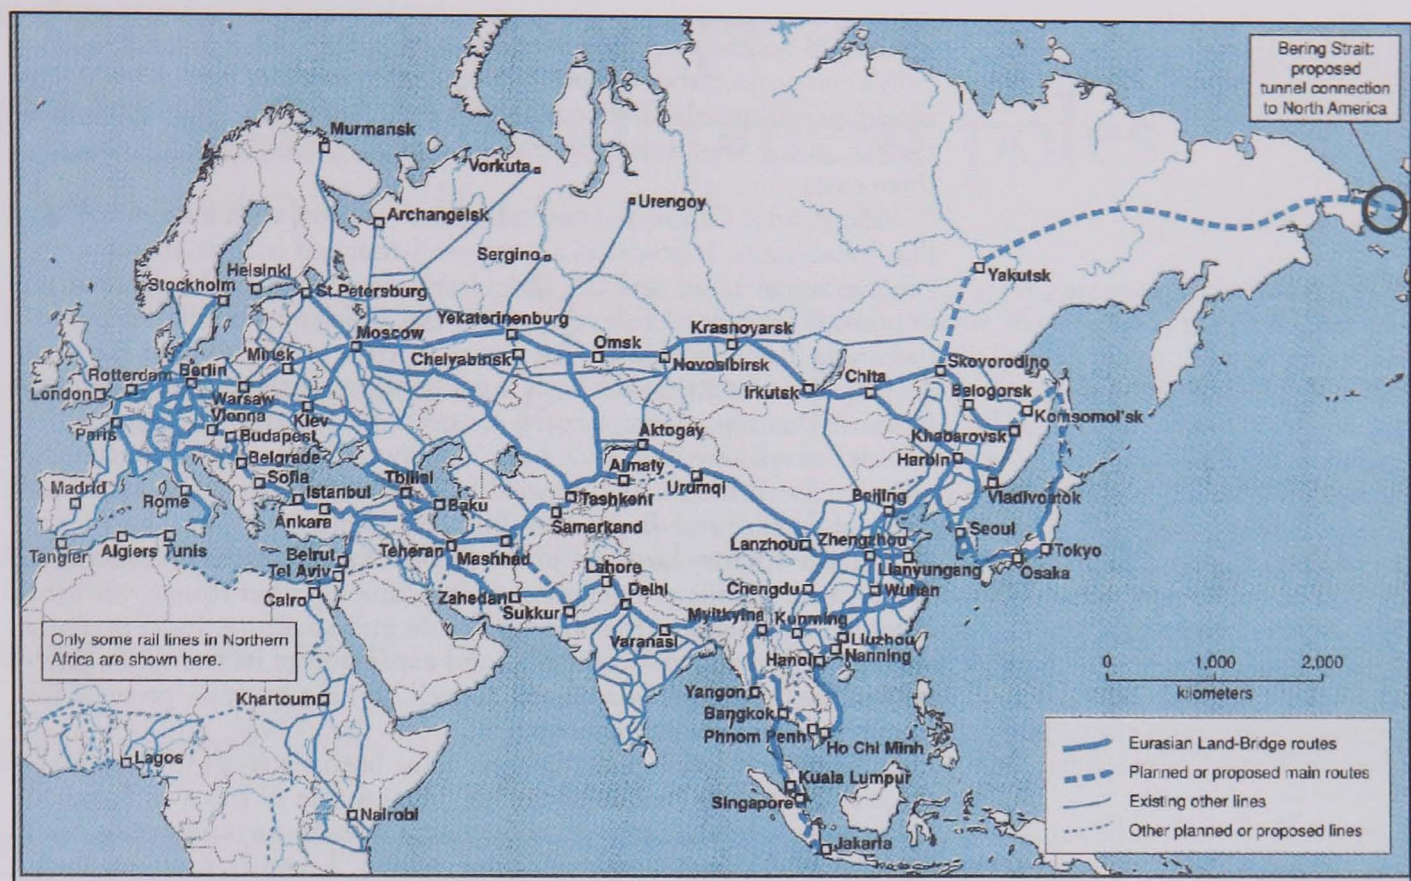 Bering Strait:
proposed
tunnel connection
to North America
Murmansk
Vorkuta
Urengoy
Archangelsk
Sergino
Yakutsk
Helsinki
Stockholm
St.Petersburg
Yekaterinenburg
Krasnoyarsk
Moscow
Omsk
Chelyabinsk
Novosibirsk
Skovorodino
Minsk
Berlin
Rotterdam
London
Warsaw
Irkutsk
Chita
Belogorsk
Komsomol'sk
Kiev
Vienna
Paris
Budapest
Aktogay
Khabarovsk
Belgrade
Harbin
Almaty
Urumqi
Sofia
Tbilisi
Madrid
Rome
Istanbul
Baku
Tashkent
Beijing
Vladivostok
Ankara
Samarkand
Seoul
Tangier
Algiers
Tunis
Beirut
Teheran
Mashhad
Lanzhou
Zhengzhou
Tokyo
Lianyungang
Osaka
Tel Aviv
Lahore
Cairo
Zahedan
Delhi
Chengdu
Wuhan
Sukkur
Myitkyina
Kunming
Varanasi
Liuzhou
Nanning
Hanoi
Only some rail lines in Northern
Africa are shown here.
0 1,000 2,000
kilometers
Khartoum
Yangon
Bangkok
Phnom Penh
Ho Chi Minh
Lagos
Kuala Lumpur
Singapore
Nairobi
Jakarta
Eurasian Land-Bridge routes
Planned or proposed main routes
Existing other lines
Other planned or proposed lines